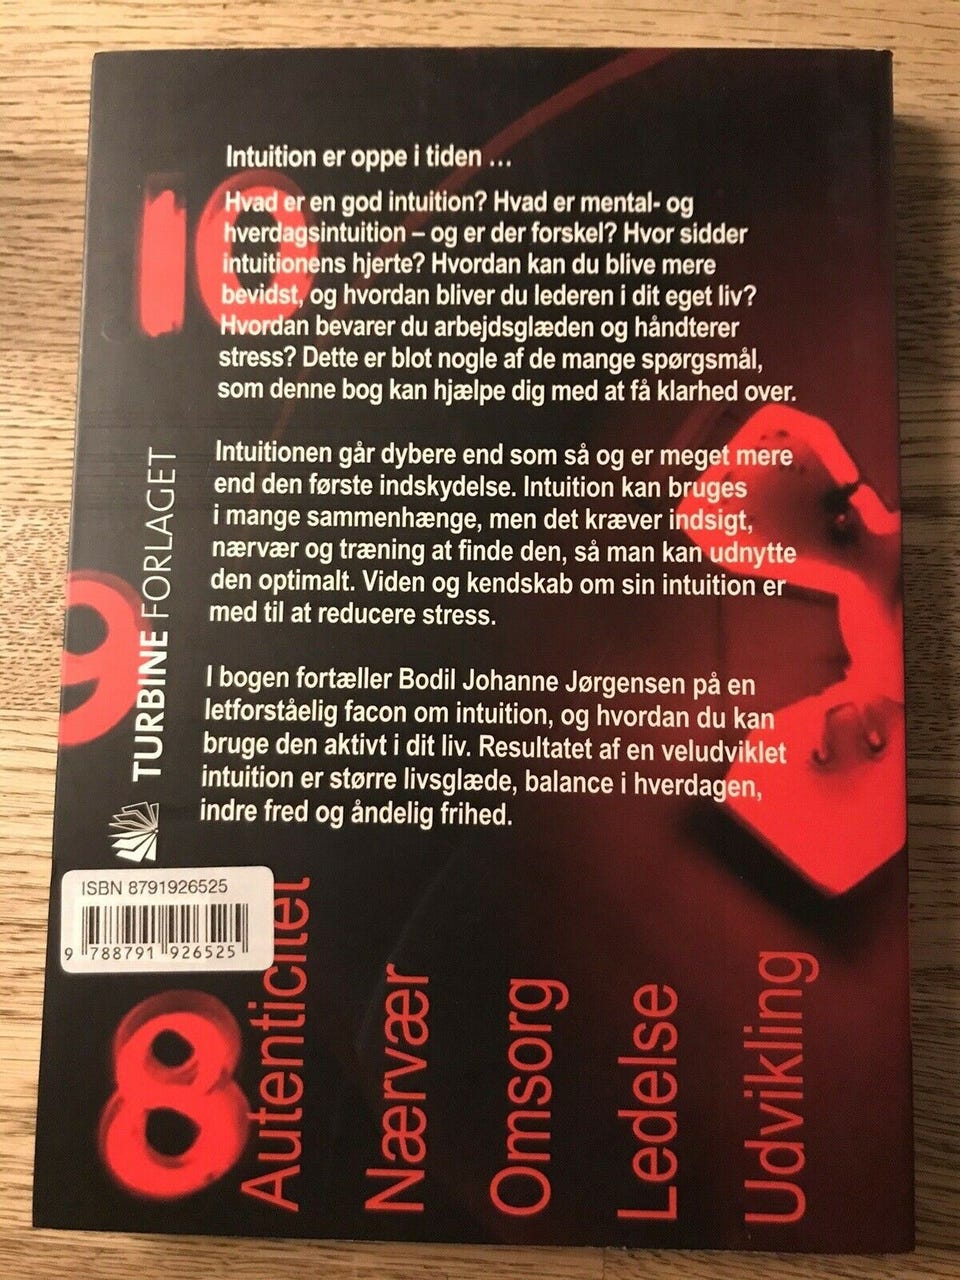 Intuition er oppe i tiden ...
Hvad er en god intuition? Hvad er mental- og
hverdagsintuition – og er der forskel? Hvor sidder
intuitionens hjerte? Hvordan kan du blive mere
bevidst, og hvordan bliver du lederen i dit eget liv?
Hvordan bevarer du arbejdsglæden og håndterer
stress? Dette er blot nogle af de mange spørgsmål,
som denne bog kan hjælpe dig med at få klarhed over.
Intuitionen går dybere end som så og er meget mere
end den første indskydelse. Intuition kan bruges
i mange sammenhænge, men det kræver indsigt,
nærvær og træning at finde den, så man kan udnytte
den optimalt. Viden og kendskab om sin intuition er
med til at reducere stress.
I bogen fortæller Bodil Johanne Jørgensen på en
letforståelig facon om intuition, og hvordan du kan
bruge den aktivt i dit liv. Resultatet af en veludviklet
intuition er større livsglæde, balance i hverdagen,
indre fred og åndelig frihed.
10
9
8
TURBINE FORLAGET
ISBN 8791926525
9 788791 926525
Autenticitet
Nærvær
Omsorg
Ledelse
Udvikling